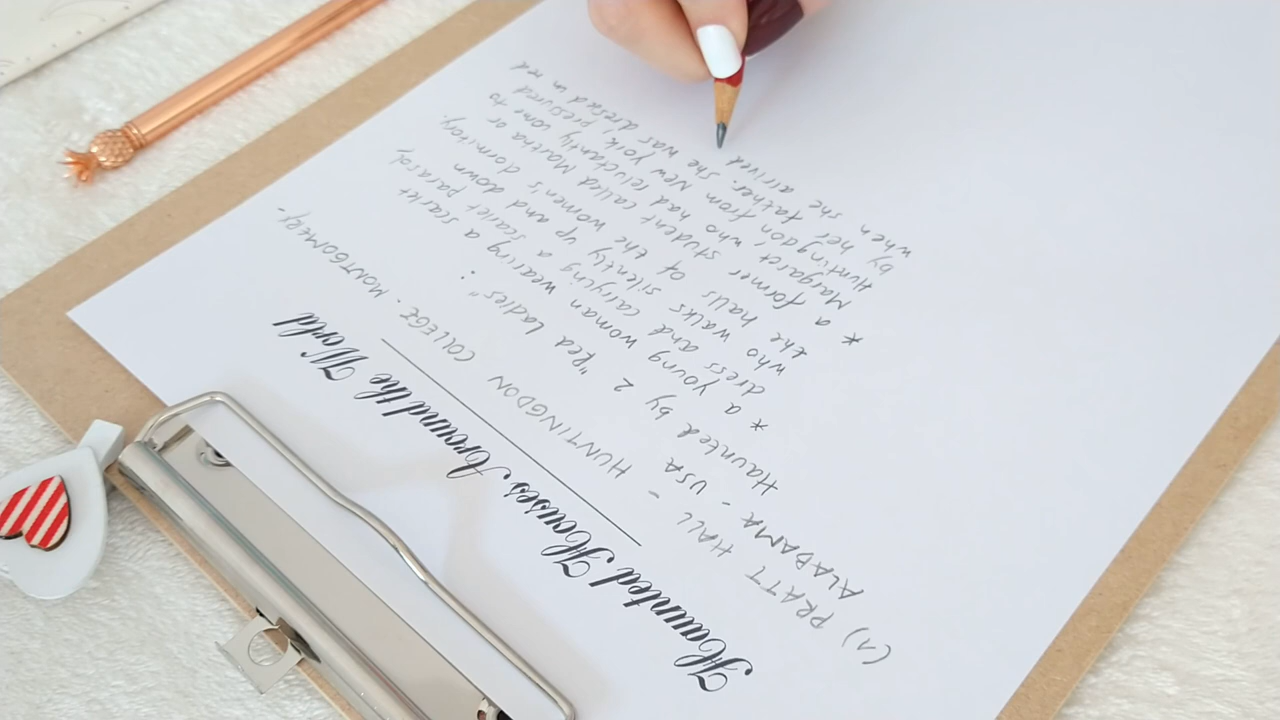 Haunted Houses Around the World
(1) PRATT HALL - HUNTINGDON COLLEGE. MONTGOMERY-
ALABAMA - USA
Haunted by 2 "Red ladies" :
* a young woman wearing a scarlet
dress and carrying a scarlet parasol,
who walks silently up and down
the halls of the women's dormitoy.
* a former student called Martha or
Margaret, who had reluctantly come to
Huntingdon, from New York pressured
by her father. She was dressed in red
when she arrived